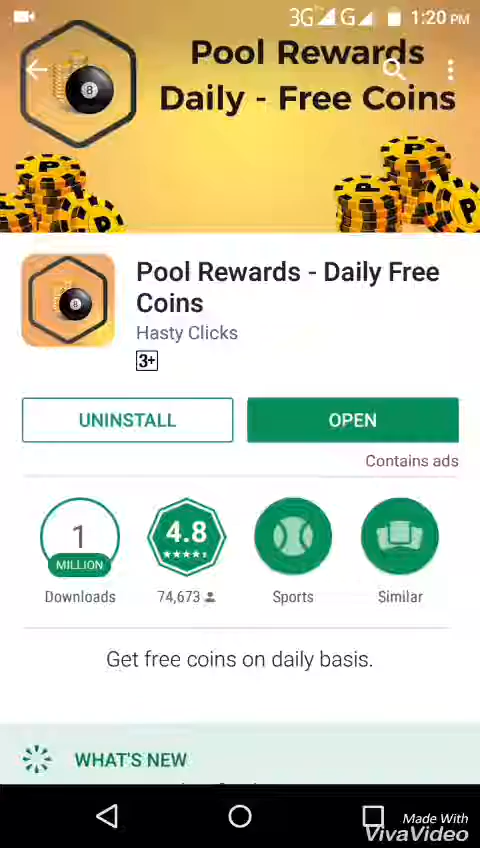 3G G 1:20 PM
Pool Rewards
Daily - Free Coins
8
P
P
P
P
8
Pool Rewards - Daily Free
Coins
Hasty Clicks
3+
UNINSTALL
OPEN
Contains ads
1
MILLION
4.8
Downloads
74,673
Sports
Similar
Get free coins on daily basis.
WHAT'S NEW
Made With
VivaVideo